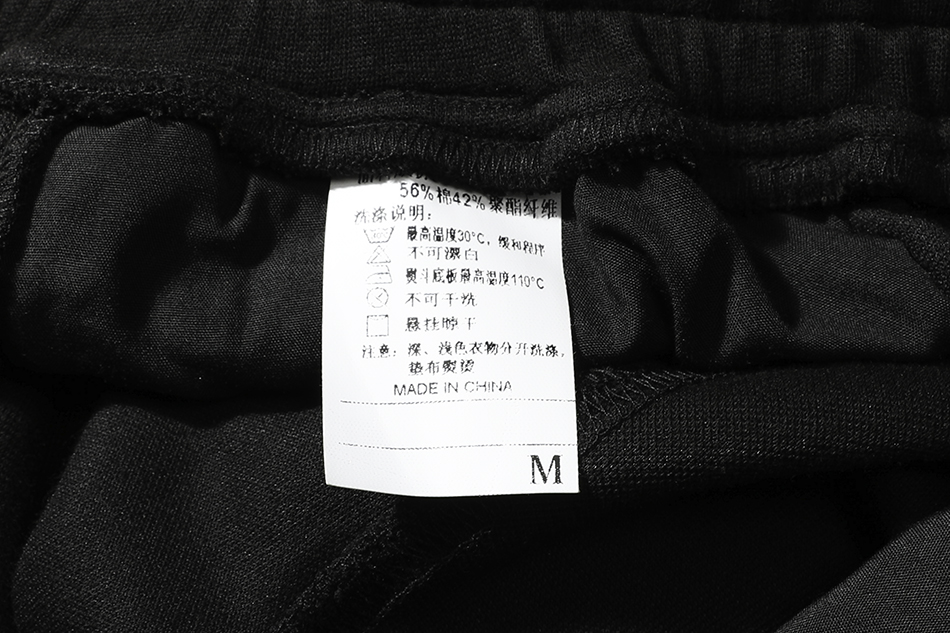 56%棉42%聚酯纤维
洗涤说明：
最高温度30°C，缓和程序
不可漂白
熨斗底板最高温度110°C
不可干洗
悬挂晾干
注意：深、浅色衣物分开洗涤，
垫布熨烫
MADE IN CHINA
M